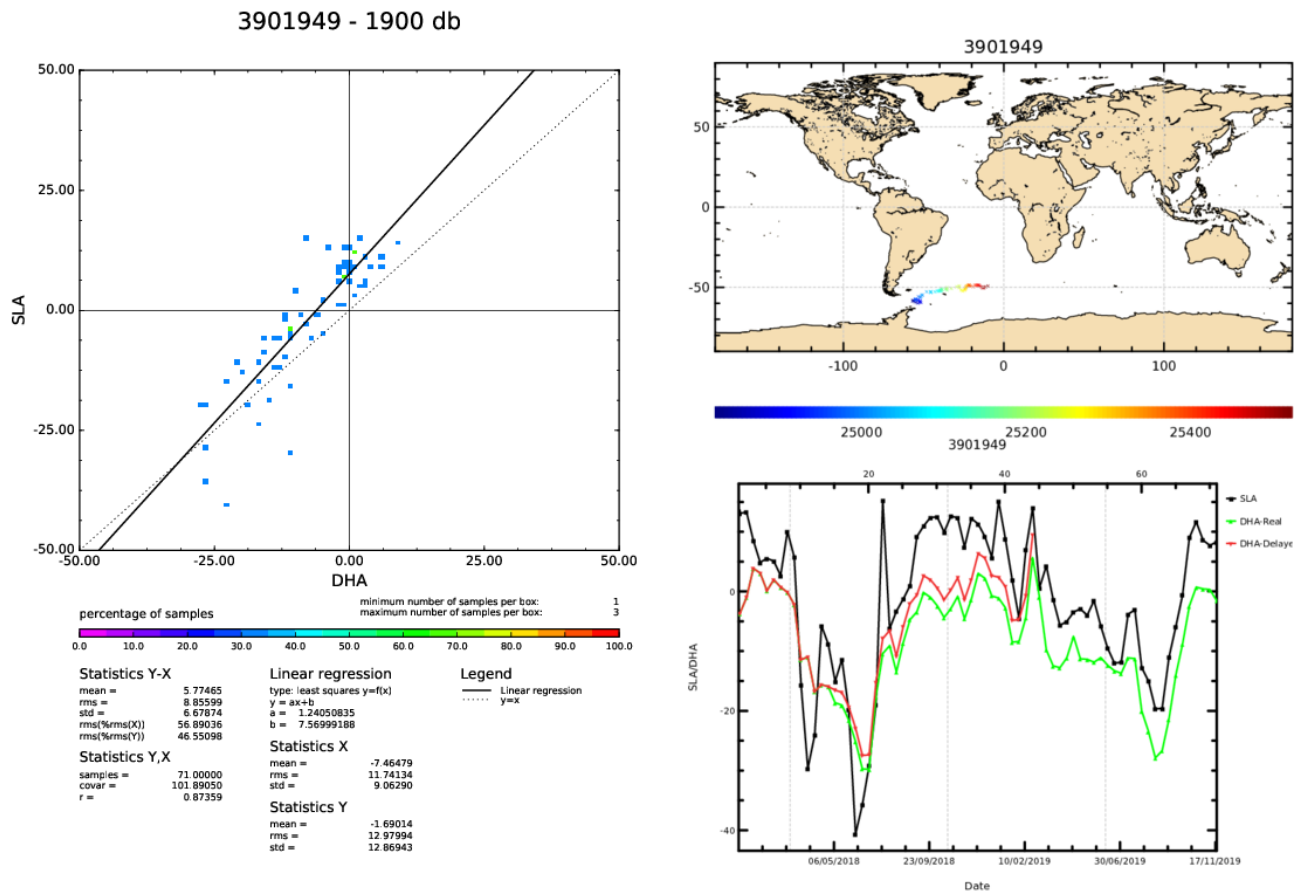 3901949 - 1900 db
50.00
25.00
0.00
-25.00
-50.00
SLA
-50.00 -25.00 0.00 25.00 50.00
DHA
percentage of samples
minimum number of samples per box: 1
maximum number of samples per box: 3
0.0 10.0 20.0 30.0 40.0 50.0 60.0 70.0 80.0 90.0 100.0
Statistics Y-X
mean = 5.77465
rms = 8.85599
std = 6.67874
rms(%rms(X)) 56.89036
rms(%rms(Y)) 46.55098
Statistics Y,X
samples = 71.00000
covar = 101.89050
r = 0.87359
Linear regression
type: least squares y=f(x)
y = ax+b
a = 1.24050835
b = 7.56999188
Statistics X
mean = -7.46479
rms = 11.74134
std = 9.06290
Statistics Y
mean = -1.69014
rms = 12.97994
std = 12.86943
Legend
Linear regression
y=x
3901949
50
0
-50
-100 0 100
25000 25200 25400
3901949
20 40 60
0
-20
-40
SLA/DHA
SLA
DHA-Real
DHA-Delaye
06/05/2018 23/09/2018 10/02/2019 30/06/2019 17/11/2019
Date